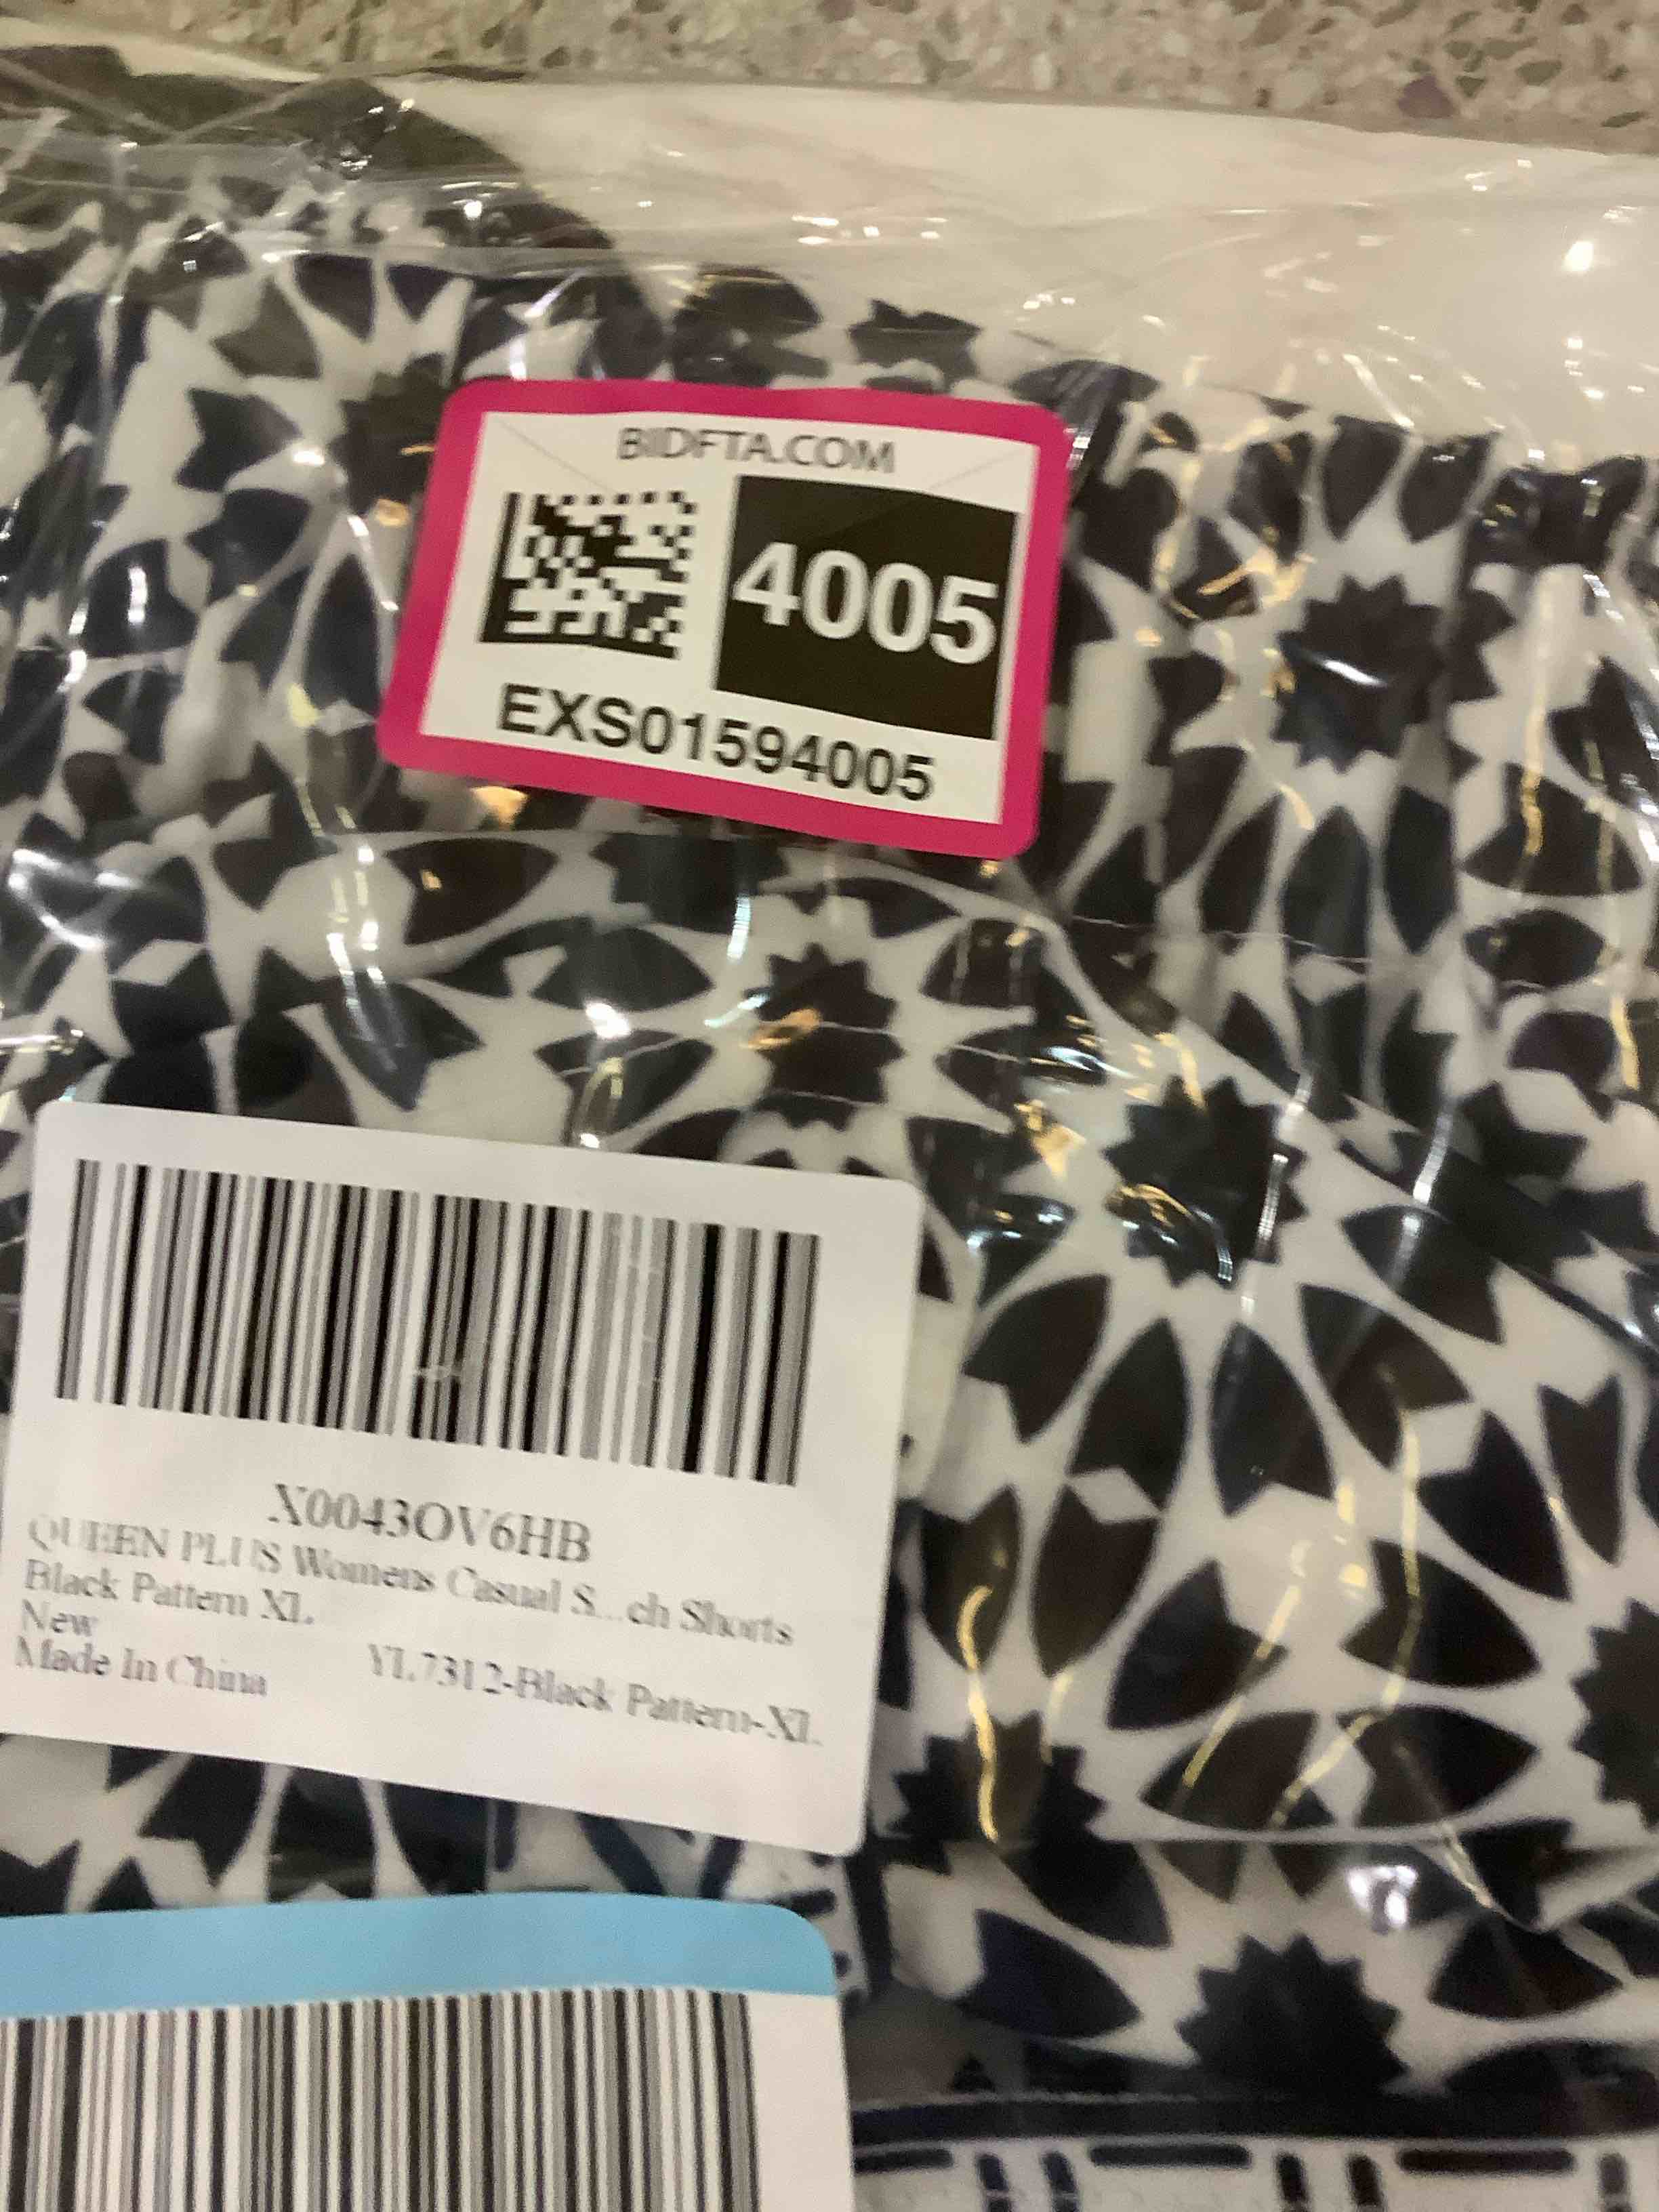 BIDFTA.COM
4005
EXS01594005
X0043OV6HB
QUEEN PLUS Womens Casual S...ch Shorts
Black Pattern XL
New
Made In China YL7312-Black Pattern-XL